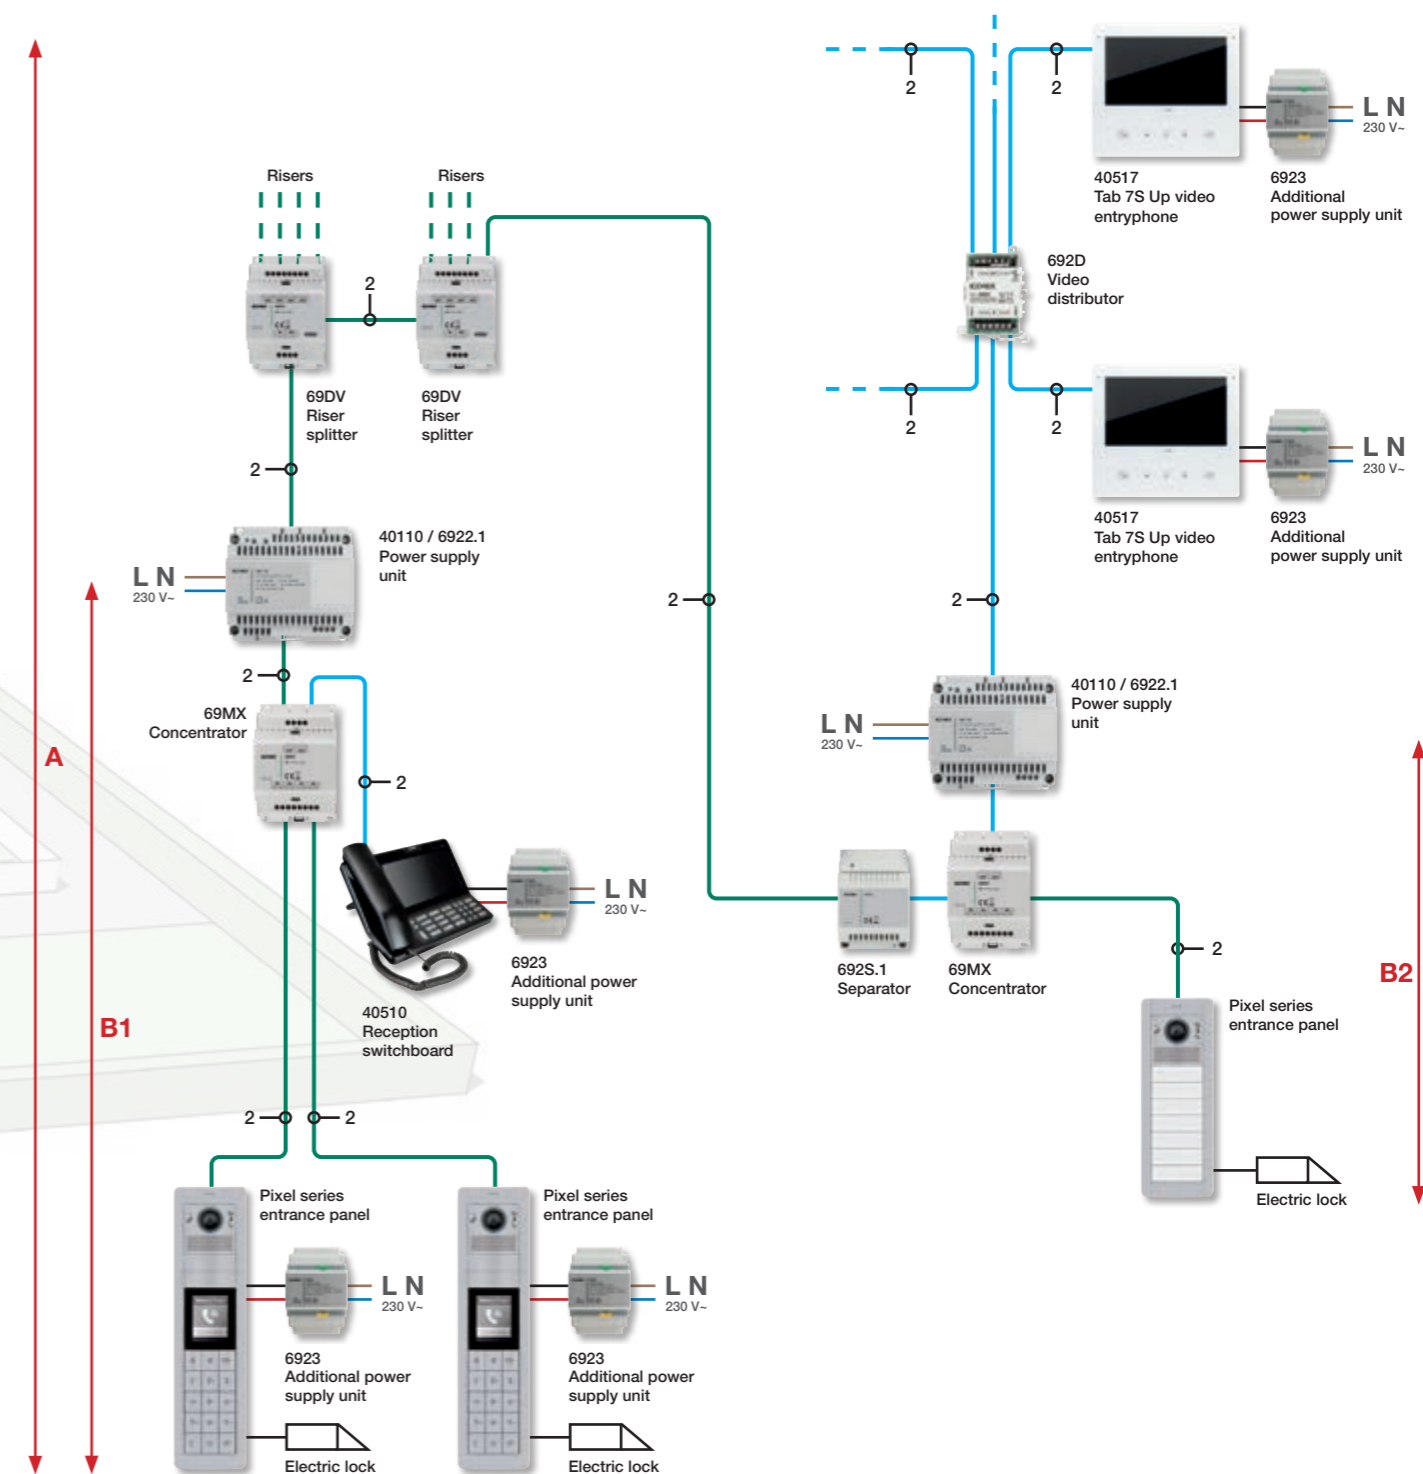 2
2
L N
230 V~
40517
Tab 7S Up video
entryphone
6923
Additional
power supply unit
Risers
Risers
2
692D
Video
distributor
69DV
Riser
splitter
69DV
Riser
splitter
2
2
L N
230 V~
40517
Tab 7S Up video
entryphone
6923
Additional
power supply unit
2
40110 / 6922.1
Power supply
unit
L N
230 V~
2
2
2
40110 / 6922.1
Power supply
unit
L N
230 V~
69MX
Concentrator
A
2
L N
230 V~
6923
Additional power
supply unit
40510
Reception
switchboard
B1
692S.1
Separator
69MX
Concentrator
2
B2
Pixel series
entrance panel
Electric lock
2
2
Pixel series
entrance panel
Pixel series
entrance panel
L N
230 V~
L N
230 V~
6923
Additional power
supply unit
6923
Additional power
supply unit
Electric lock
Electric lock